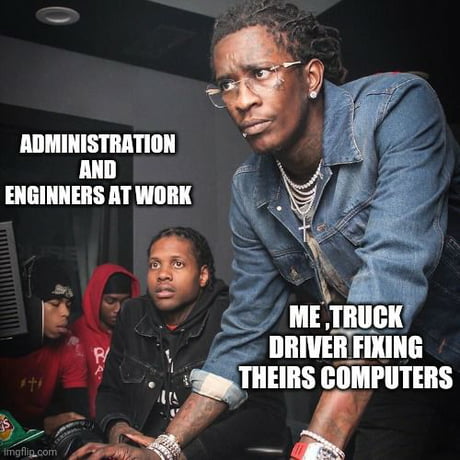 ADMINISTRATION
AND
ENGINNERS AT WORK
ME ,TRUCK
DRIVER FIXING
THEIRS COMPUTERS
imgflip.com